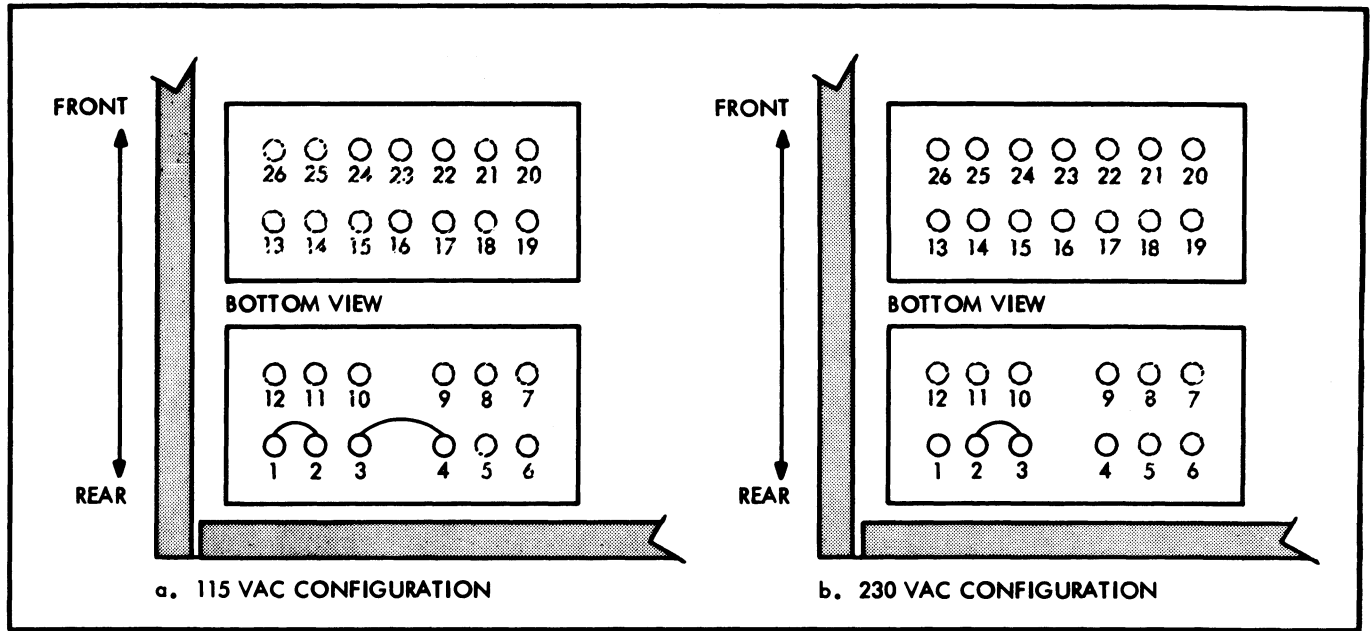 FRONT
26 25 24 23 22 21 20
13 14 15 16 17 18 19
BOTTOM VIEW
12 11 10 9 8 7
1 2 3 4 5 6
REAR
a. 115 VAC CONFIGURATION
FRONT
26 25 24 23 22 21 20
13 14 15 16 17 18 19
BOTTOM VIEW
12 11 10 9 8 7
1 2 3 4 5 6
REAR
b. 230 VAC CONFIGURATION